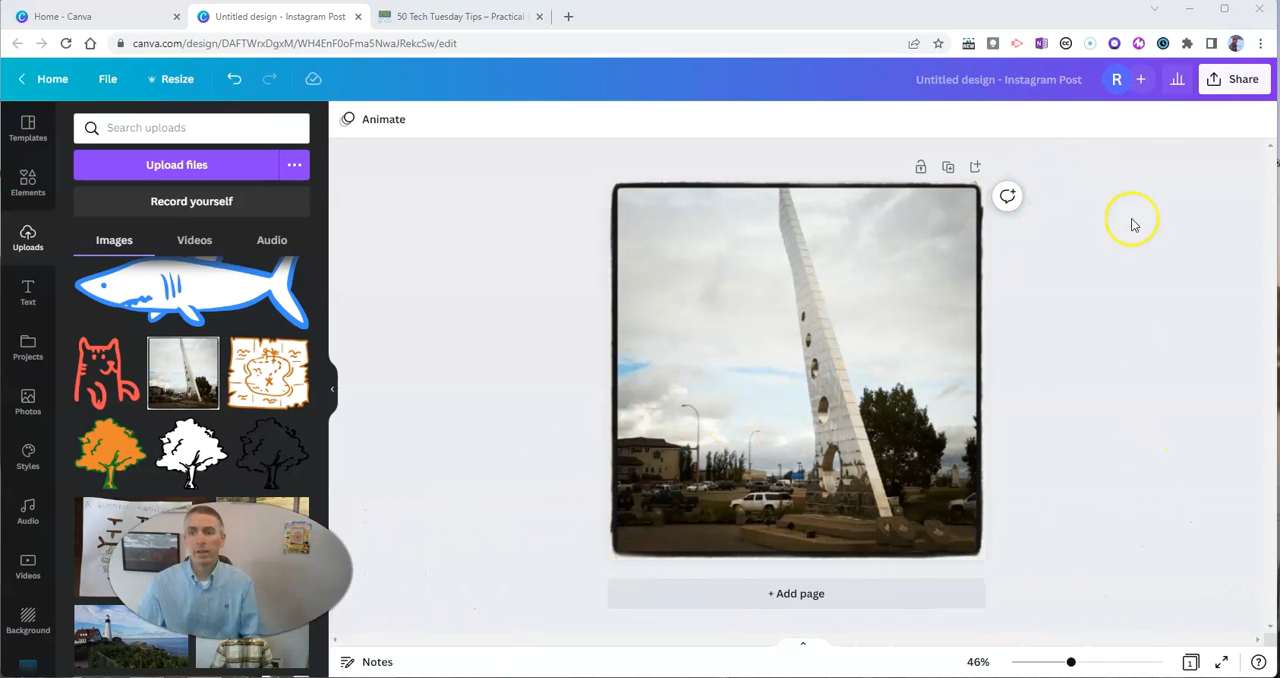 Home - Canva
Untitled design - Instagram Post
50 Tech Tuesday Tips – Practical
canva.com/design/DAFTWrxDgxM/WH4EnF0oFma5NwaJRekcSw/edit
Home
File
Resize
Untitled design - Instagram Post
R
+
Share
Templates
Elements
Uploads
Text
Projects
Photos
Styles
Audio
Videos
Background
Search uploads
Upload files
Record yourself
Images
Videos
Audio
Animate
+ Add page
Notes
46%
1